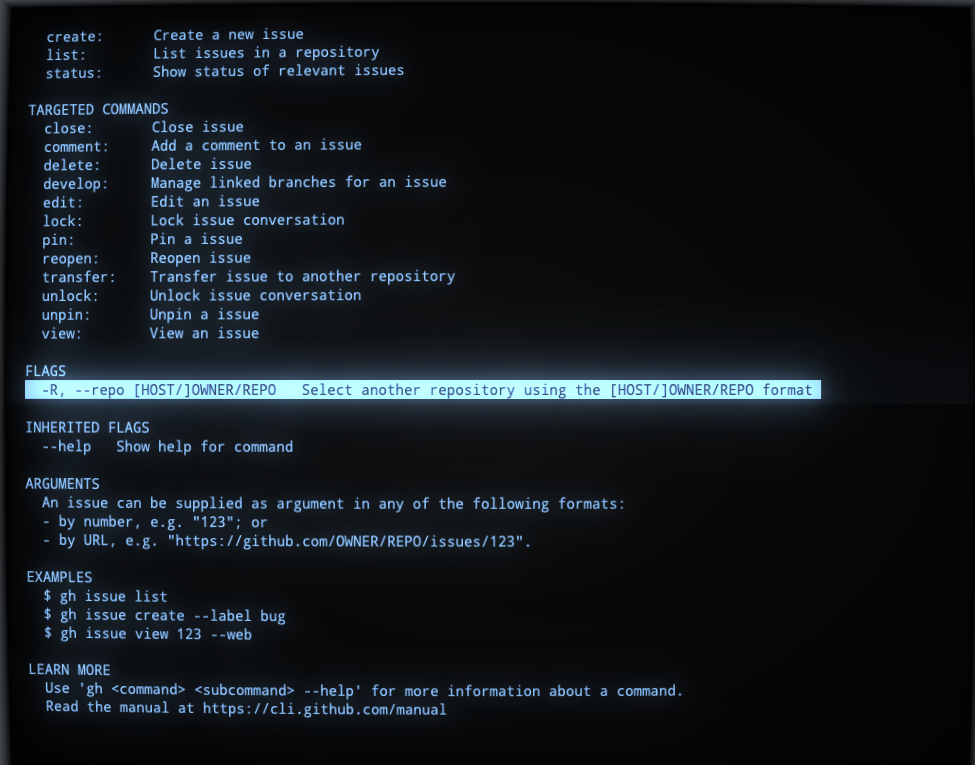 create: Create a new issue
list: List issues in a repository
status: Show status of relevant issues
TARGETED COMMANDS
close: Close issue
comment: Add a comment to an issue
delete: Delete issue
develop: Manage linked branches for an issue
edit: Edit an issue
lock: Lock issue conversation
pin: Pin a issue
reopen: Reopen issue
transfer: Transfer issue to another repository
unlock: Unlock issue conversation
unpin: Unpin a issue
view: View an issue
FLAGS
-R, --repo [HOST/]OWNER/REPO Select another repository using the [HOST/]OWNER/REPO format
INHERITED FLAGS
--help Show help for command
ARGUMENTS
An issue can be supplied as argument in any of the following formats:
- by number, e.g. "123"; or
- by URL, e.g. "https://github.com/OWNER/REPO/issues/123".
EXAMPLES
$ gh issue list
$ gh issue create --label bug
$ gh issue view 123 --web
LEARN MORE
Use 'gh <command> <subcommand> --help' for more information about a command.
Read the manual at https://cli.github.com/manual